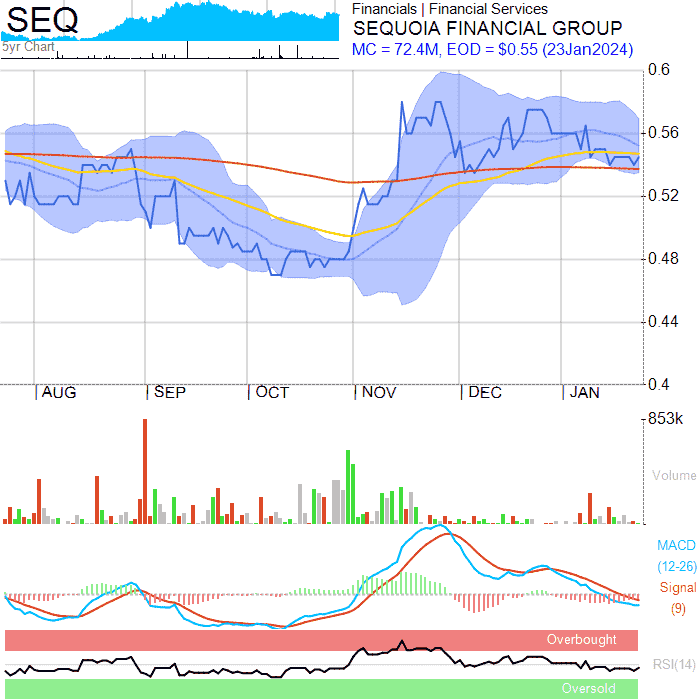 SEQ
5yr Chart
Financials | Financial Services
SEQUOIA FINANCIAL GROUP
MC = 72.4M, EOD = $0.55 (23Jan2024)
0.6
0.56
0.52
0.48
0.44
0.4
AUG SEP OCT NOV DEC JAN
853k
Volume
MACD
(12-26)
Signal
(9)
Overbought
RSI(14)
Oversold